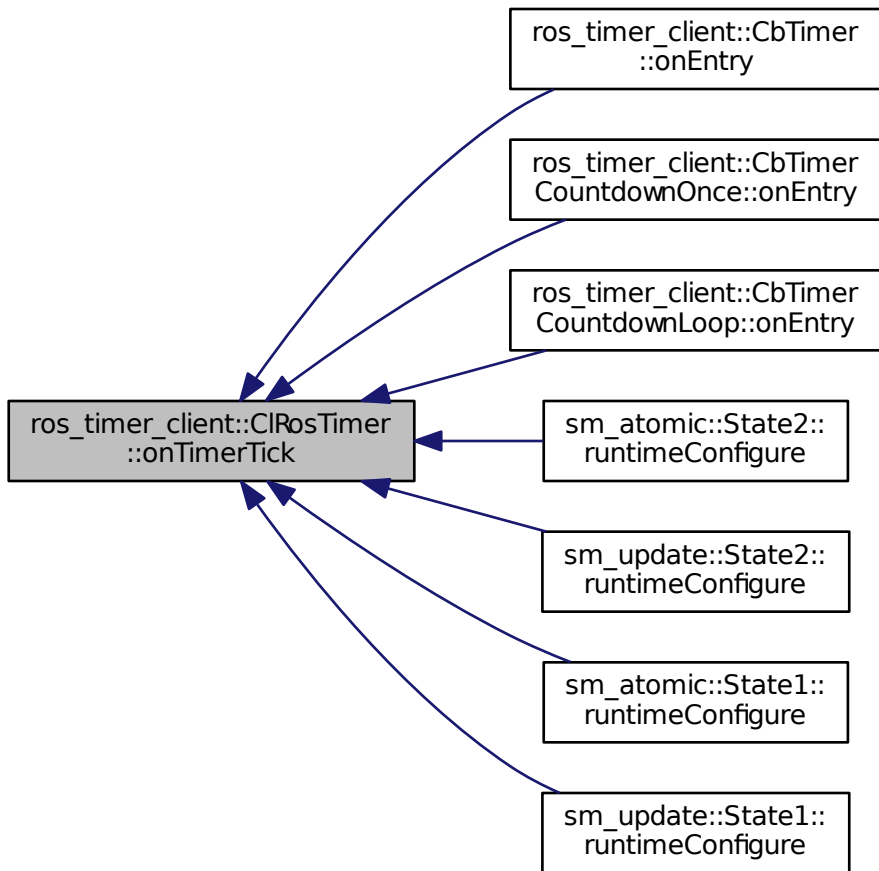 ros_timer_client::CbTimer
::onEntry
ros_timer_client::CbTimer
CountdownOnce::onEntry
ros_timer_client::CbTimer
CountdownLoop::onEntry
ros_timer_client::ClRosTimer
::onTimerTick
sm_atomic::State2::
runtimeConfigure
sm_update::State2::
runtimeConfigure
sm_atomic::State1::
runtimeConfigure
sm_update::State1::
runtimeConfigure